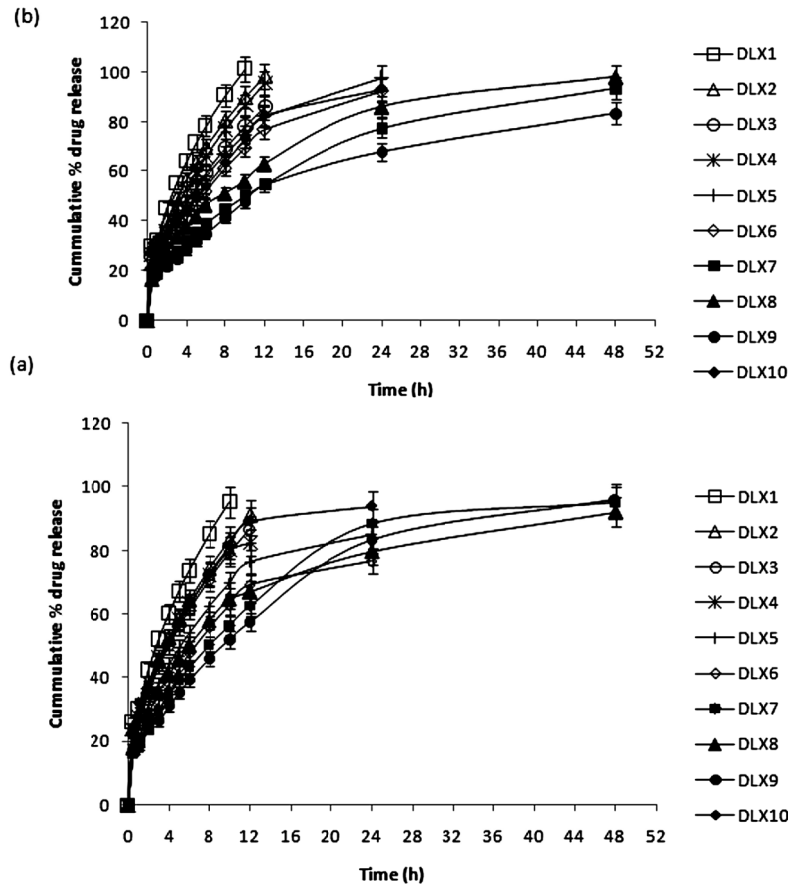 (b)
120
100
80
60
40
20
0
Cummulative % drug release
0 4 8 12 16 20 24 28 32 36 40 44 48 52
Time (h)
DLX1
DLX2
DLX3
DLX4
DLX5
DLX6
DLX7
DLX8
DLX9
DLX10
(a)
120
100
80
60
40
20
0
Cummulative % drug release
0 4 8 12 16 20 24 28 32 36 40 44 48 52
Time (h)
DLX1
DLX2
DLX3
DLX4
DLX5
DLX6
DLX7
DLX8
DLX9
DLX10